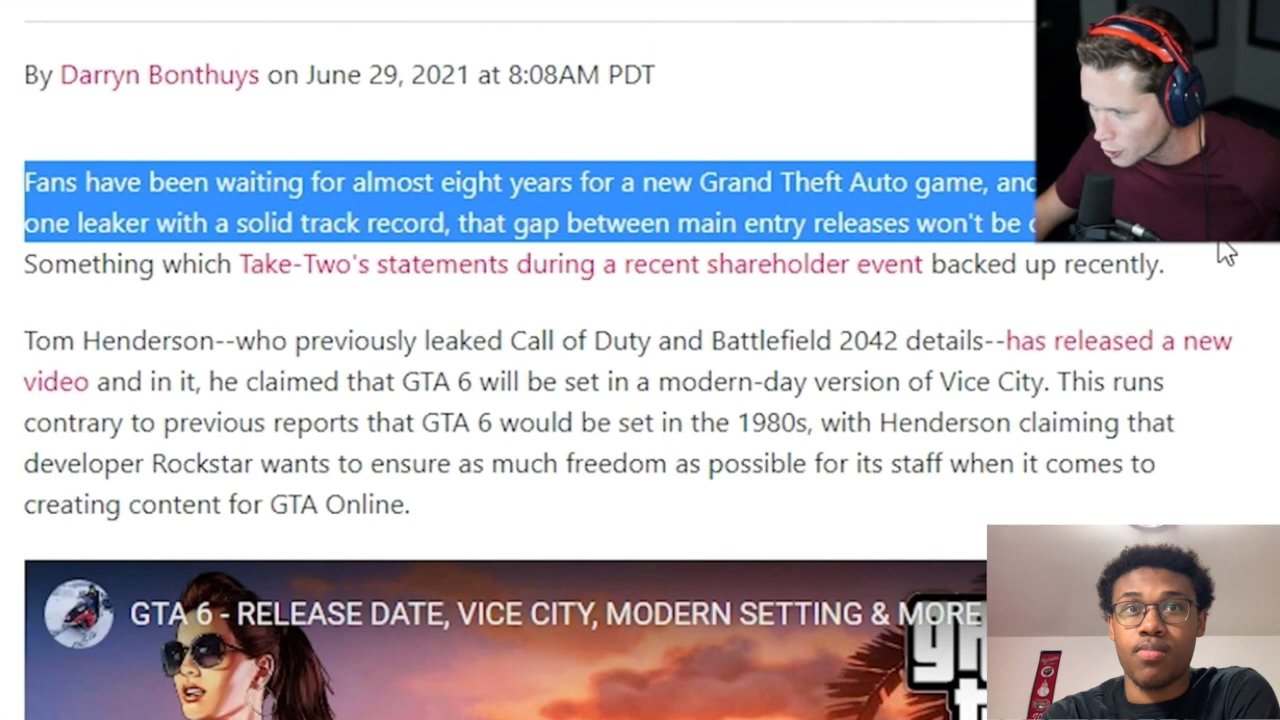 By Darryn Bonthuys on June 29, 2021 at 8:08AM PDT
Fans have been waiting for almost eight years for a new Grand Theft Auto game, and
one leaker with a solid track record, that gap between main entry releases won't be
Something which Take-Two's statements during a recent shareholder event backed up recently.
Tom Henderson--who previously leaked Call of Duty and Battlefield 2042 details--has released a new
video and in it, he claimed that GTA 6 will be set in a modern-day version of Vice City. This runs
contrary to previous reports that GTA 6 would be set in the 1980s, with Henderson claiming that
developer Rockstar wants to ensure as much freedom as possible for its staff when it comes to
creating content for GTA Online.
GTA 6 - RELEASE DATE, VICE CITY, MODERN SETTING & MORE